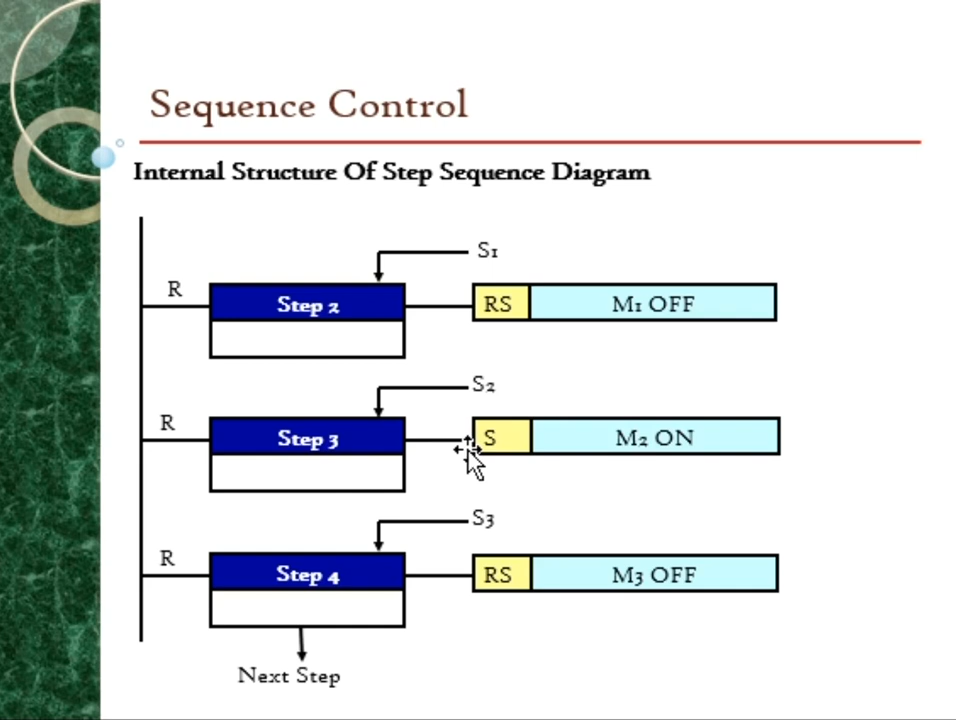 Sequence Control
Internal Structure Of Step Sequence Diagram
S1
R
Step 2
RS
M1 OFF
S2
R
Step 3
S
M2 ON
S3
R
Step 4
RS
M3 OFF
Next Step